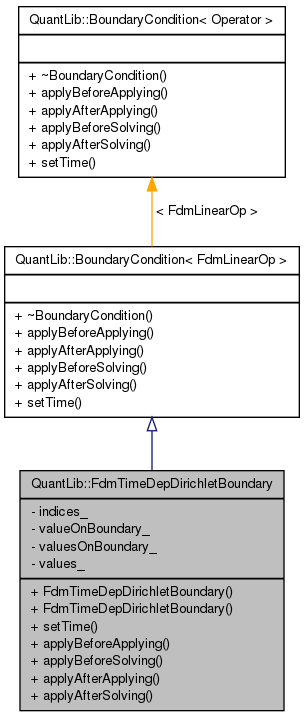 QuantLib::BoundaryCondition< Operator >
+ ~BoundaryCondition()
+ applyBeforeApplying()
+ applyAfterApplying()
+ applyBeforeSolving()
+ applyAfterSolving()
+ setTime()
< FdmLinearOp >
QuantLib::BoundaryCondition< FdmLinearOp >
+ ~BoundaryCondition()
+ applyBeforeApplying()
+ applyAfterApplying()
+ applyBeforeSolving()
+ applyAfterSolving()
+ setTime()
QuantLib::FdmTimeDepDirichletBoundary
- indices_
- valueOnBoundary_
- valuesOnBoundary_
- values_
+ FdmTimeDepDirichletBoundary()
+ FdmTimeDepDirichletBoundary()
+ setTime()
+ applyBeforeApplying()
+ applyBeforeSolving()
+ applyAfterApplying()
+ applyAfterSolving()